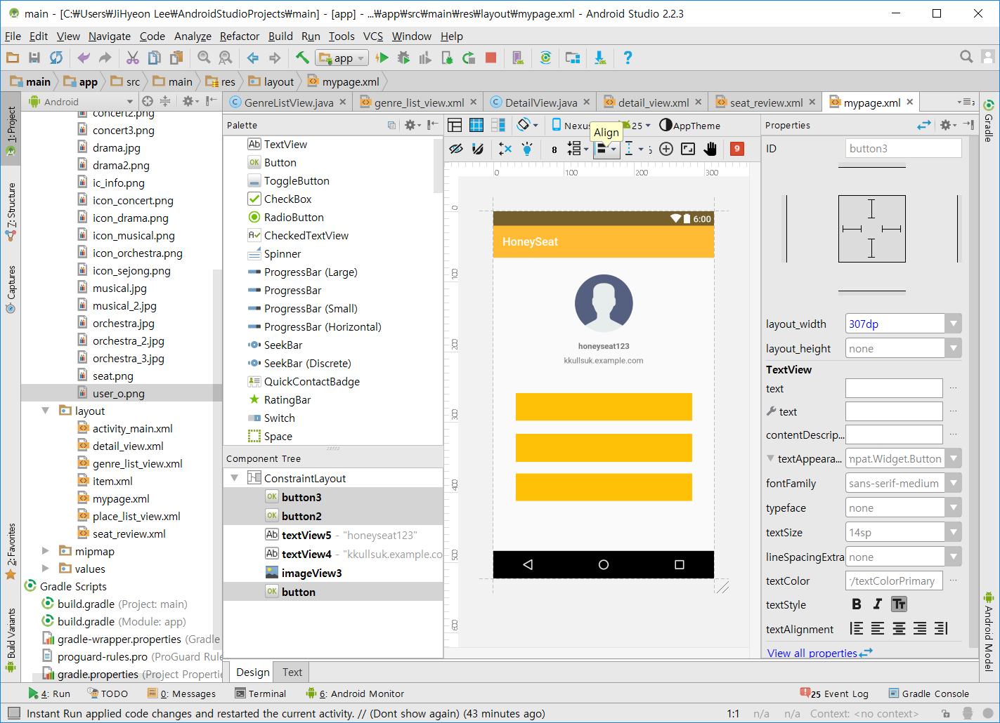 main - [C:₩Users₩JiHyeon Lee₩AndroidStudioProjects₩main] - [app] - ...₩app₩src₩main₩res₩layout₩mypage.xml - Android Studio 2.2.3
File Edit View Navigate Code Analyze Refactor Build Run Tools VCS Window Help
app
main app src main res layout mypage.xml
1: Project
7: Structure
Captures
2: Favorites
Build Variants
Android
concert2.png
concert3.png
drama.jpg
drama2.png
ic_info.png
icon_concert.png
icon_drama.png
icon_musical.png
icon_orchestra.png
icon_sejong.png
musical.jpg
musical_2.jpg
orchestra.jpg
orchestra_2.jpg
orchestra_3.jpg
seat.png
user_o.png
layout
activity_main.xml
detail_view.xml
genre_list_view.xml
item.xml
mypage.xml
place_list_view.xml
seat_review.xml
mipmap
values
Gradle Scripts
build.gradle (Project: main)
build.gradle (Module: app)
gradle-wrapper.properties (Gradle
proguard-rules.pro (ProGuard Rule
gradle.properties (Project Propertie
GenreListView.java genre_list_view.xml DetailView.java detail_view.xml seat_review.xml mypage.xml
Palette
TextView
Button
ToggleButton
CheckBox
RadioButton
CheckedTextView
Spinner
ProgressBar (Large)
ProgressBar
ProgressBar (Small)
ProgressBar (Horizontal)
SeekBar
SeekBar (Discrete)
QuickContactBadge
RatingBar
Switch
Space
Component Tree
ConstraintLayout
button3
button2
textView5 - "honeyseat123"
textView4 - "kkullsuk.example.co
imageView3
button
Design Text
Nexus 25 AppTheme
Align
8 9
0 100 200 300
0
100
200
300
400
500
600
6:00
HoneySeat
honeyseat123
kkullsuk.example.com
Properties
ID button3
layout_width 307dp
layout_height none
TextView
text
text
contentDescrip...
textAppeara... npat.Widget.Button
fontFamily sans-serif-medium
typeface none
textSize 14sp
lineSpacingExtra none
textColor :/textColorPrimary
textStyle B I Tt
textAlignment
View all properties
Gradle
Android Model
4: Run TODO 0: Messages Terminal 6: Android Monitor 25 Event Log Gradle Console
Instant Run applied code changes and restarted the current activity. // (Dont show again) (43 minutes ago) 1:1 n/a n/a Context: <no context>